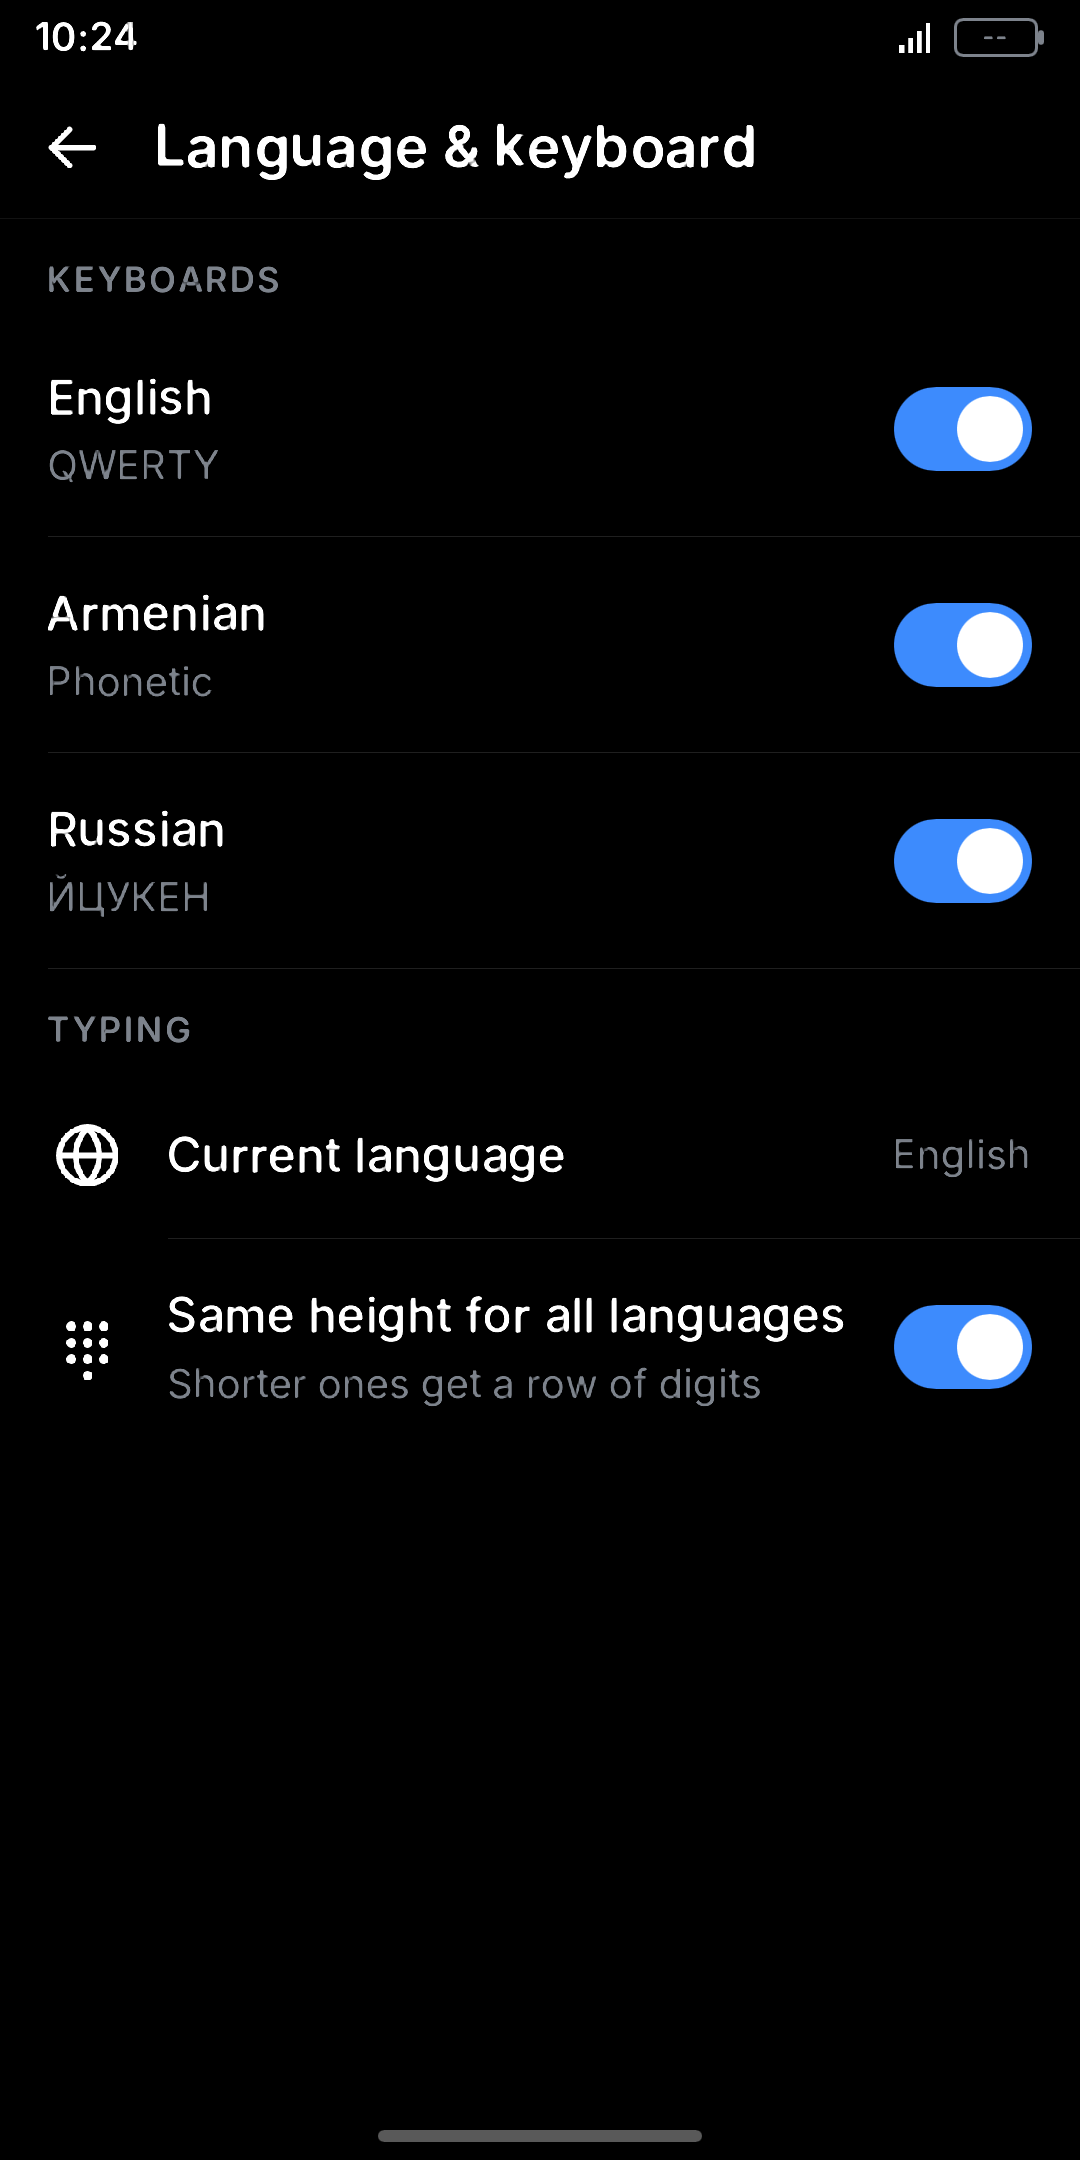 10:24
--
Language & keyboard
KEYBOARDS
English
QWERTY
Armenian
Phonetic
Russian
ЙЦУКЕН
TYPING
Current language English
Same height for all languages
Shorter ones get a row of digits